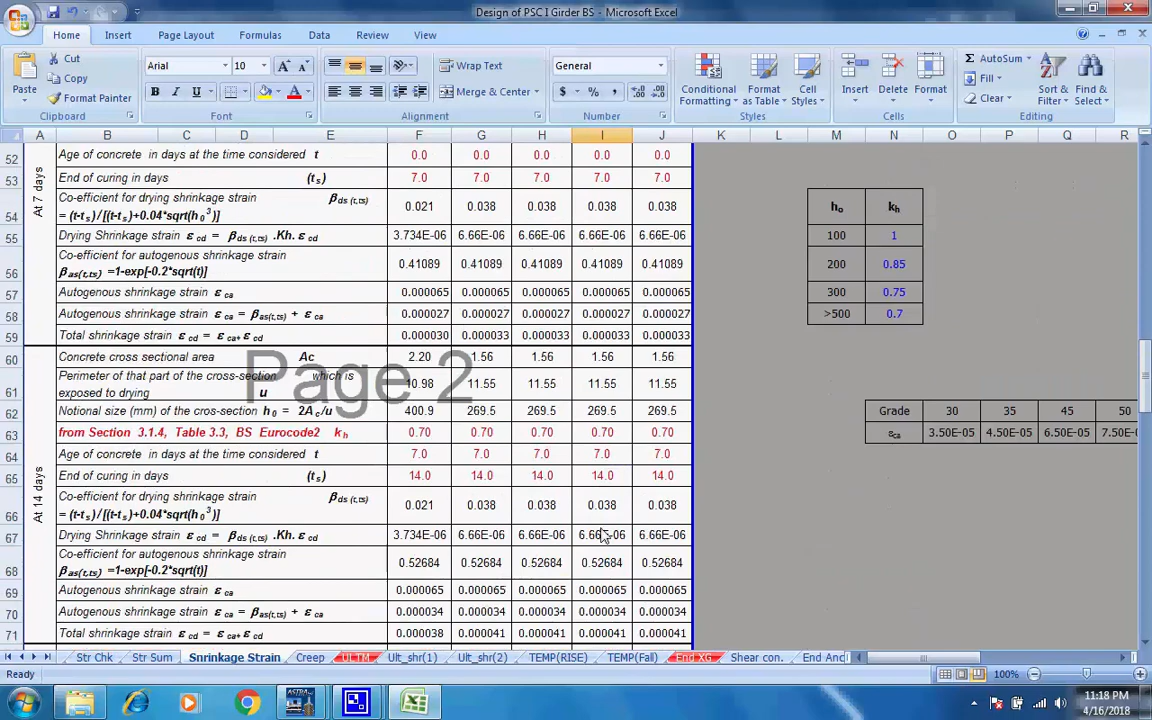 Design of PSC I Girder BS - Microsoft Excel
Home Insert Page Layout Formulas Data Review View
Paste
Cut
Copy
Format Painter
Clipboard
Arial 10
Font
Wrap Text
Merge & Center
Alignment
General
$ % ,
Number
Conditional Formatting
Format as Table
Cell Styles
Styles
Insert Delete Format
Cells
AutoSum
Fill
Clear
Sort & Filter
Find & Select
Editing
A B C D E F G H I J K L M N O P Q R
At 7 days
52 Age of concrete in days at the time considered t 0.0 0.0 0.0 0.0 0.0
53 End of curing in days (ts) 7.0 7.0 7.0 7.0 7.0
Co-efficient for drying shrinkage strain βds (t,ts)
54 = (t-ts)/[(t-ts)+0.04*sqrt(h0³)] 0.021 0.038 0.038 0.038 0.038
55 Drying Shrinkage strain ε cd = βds (t,ts) .Kh. ε cd 3.734E-06 6.66E-06 6.66E-06 6.66E-06 6.66E-06
Co-efficient for autogenous shrinkage strain
56 βas(t,ts) =1-exp[-0.2*sqrt(t)] 0.41089 0.41089 0.41089 0.41089 0.41089
57 Autogenous shrinkage strain ε ca 0.000065 0.000065 0.000065 0.000065 0.000065
58 Autogenous shrinkage strain ε ca = βas(t,ts) + ε ca 0.000027 0.000027 0.000027 0.000027 0.000027
59 Total shrinkage strain ε cd = ε ca+ ε cd 0.000030 0.000033 0.000033 0.000033 0.000033
At 14 days
60 Concrete cross sectional area Ac 2.20 1.56 1.56 1.56 1.56
Perimeter of that part of the cross-section which is
61 exposed to drying u 10.98 11.55 11.55 11.55 11.55
62 Notional size (mm) of the cros-section h0 = 2Ac/u 400.9 269.5 269.5 269.5 269.5
63 from Section 3.1.4, Table 3.3, BS Eurocode2 kh 0.70 0.70 0.70 0.70 0.70
64 Age of concrete in days at the time considered t 7.0 7.0 7.0 7.0 7.0
65 End of curing in days (ts) 14.0 14.0 14.0 14.0 14.0
Co-efficient for drying shrinkage strain βds (t,ts)
66 = (t-ts)/[(t-ts)+0.04*sqrt(h0³)] 0.021 0.038 0.038 0.038 0.038
67 Drying Shrinkage strain ε cd = βds (t,ts) .Kh. ε cd 3.734E-06 6.66E-06 6.66E-06 6.66E-06 6.66E-06
Co-efficient for autogenous shrinkage strain
68 βas(t,ts) =1-exp[-0.2*sqrt(t)] 0.52684 0.52684 0.52684 0.52684 0.52684
69 Autogenous shrinkage strain ε ca 0.000065 0.000065 0.000065 0.000065 0.000065
70 Autogenous shrinkage strain ε ca = βas(t,ts) + ε ca 0.000034 0.000034 0.000034 0.000034 0.000034
71 Total shrinkage strain ε cd = ε ca+ ε cd 0.000038 0.000041 0.000041 0.000041 0.000041
Page 2
ho kh
100 1
200 0.85
300 0.75
>500 0.7
Grade 30 35 45 50
εca 3.50E-05 4.50E-05 6.50E-05 7.50E-05
Str Chk Str Sum Snrinkage Strain Creep ULTM Ult_shr(1) Ult_shr(2) TEMP(RISE) TEMP(Fall) End XG Shear con. End Anc
Ready
100%
11:18 PM
4/16/2018